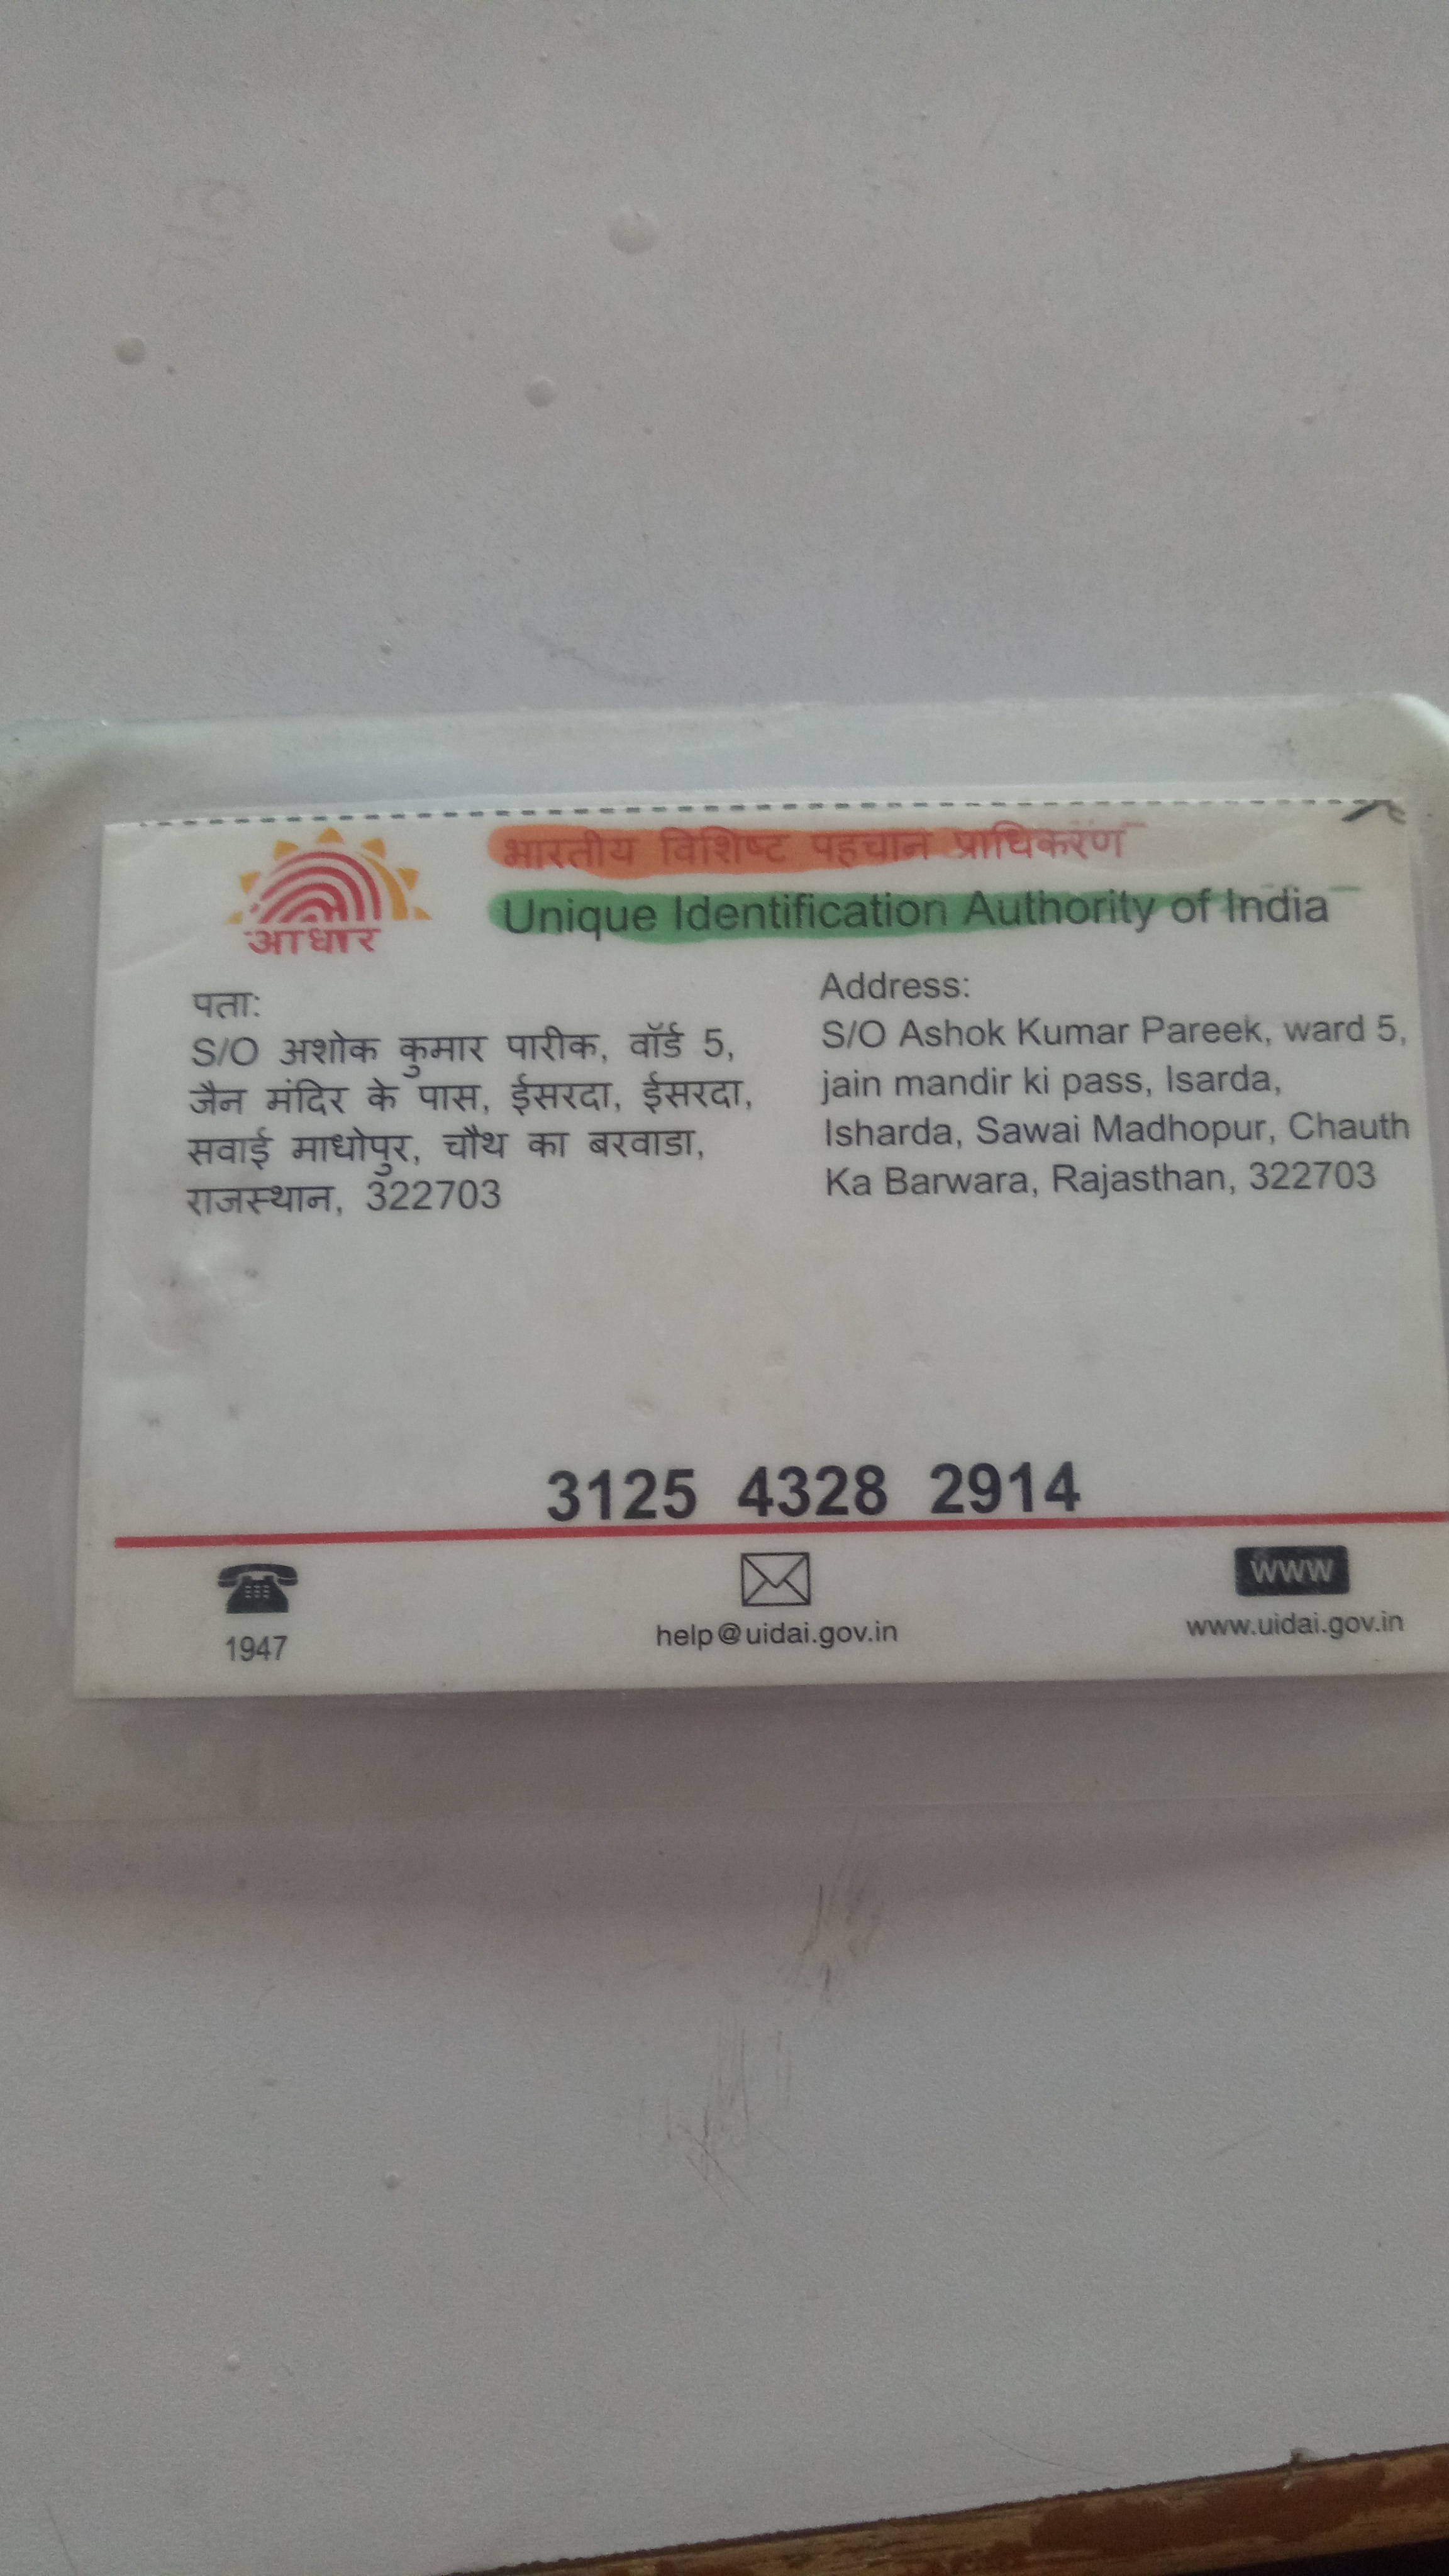 आधार
भारतीय विशिष्ट पहचान प्राधिकरण
Unique Identification Authority of India
पता:
S/O अशोक कुमार पारीक, वॉर्ड 5,
जैन मंदिर के पास, ईसरदा, ईसरदा,
सवाई माधोपुर, चौथ का बरवाडा,
राजस्थान, 322703
Address:
S/O Ashok Kumar Pareek, ward 5,
jain mandir ki pass, Isarda,
Isharda, Sawai Madhopur, Chauth
Ka Barwara, Rajasthan, 322703
3125 4328 2914
1947
help@uidai.gov.in
www
www.uidai.gov.in